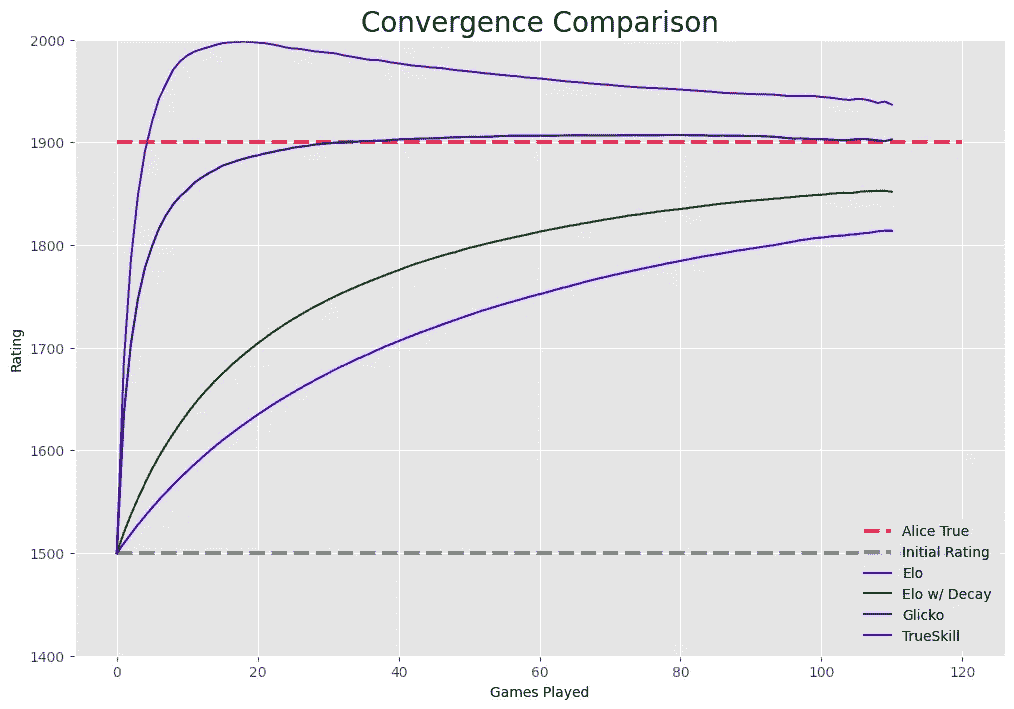 Convergence Comparison
2000
1900
1800
1700
1600
1500
1400
Rating
0
20
40
60
80
100
120
Games Played
Alice True
Initial Rating
Elo
Elo w/ Decay
Glicko
TrueSkill